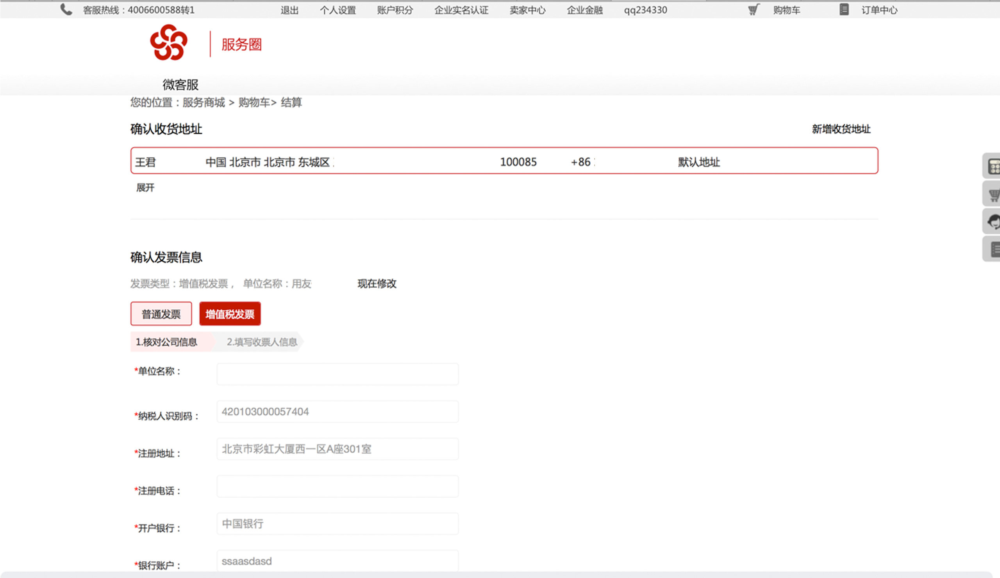 客服热线：4006600588转1 退出 个人设置 账户积分 企业实名认证 卖家中心 企业金融 qq234330 购物车 订单中心
服务圈
微客服
您的位置：服务商城 > 购物车> 结算
确认收货地址 新增收货地址
王君 中国 北京市 北京市 东城区 100085 +86 默认地址
展开
确认发票信息
发票类型：增值税发票， 单位名称：用友 现在修改
普通发票 增值税发票
1.核对公司信息 2.填写收票人信息
*单位名称：
*纳税人识别码： 420103000057404
*注册地址： 北京市彩虹大厦西一区A座301室
*注册电话：
*开户银行： 中国银行
*银行账户： ssaasdasd